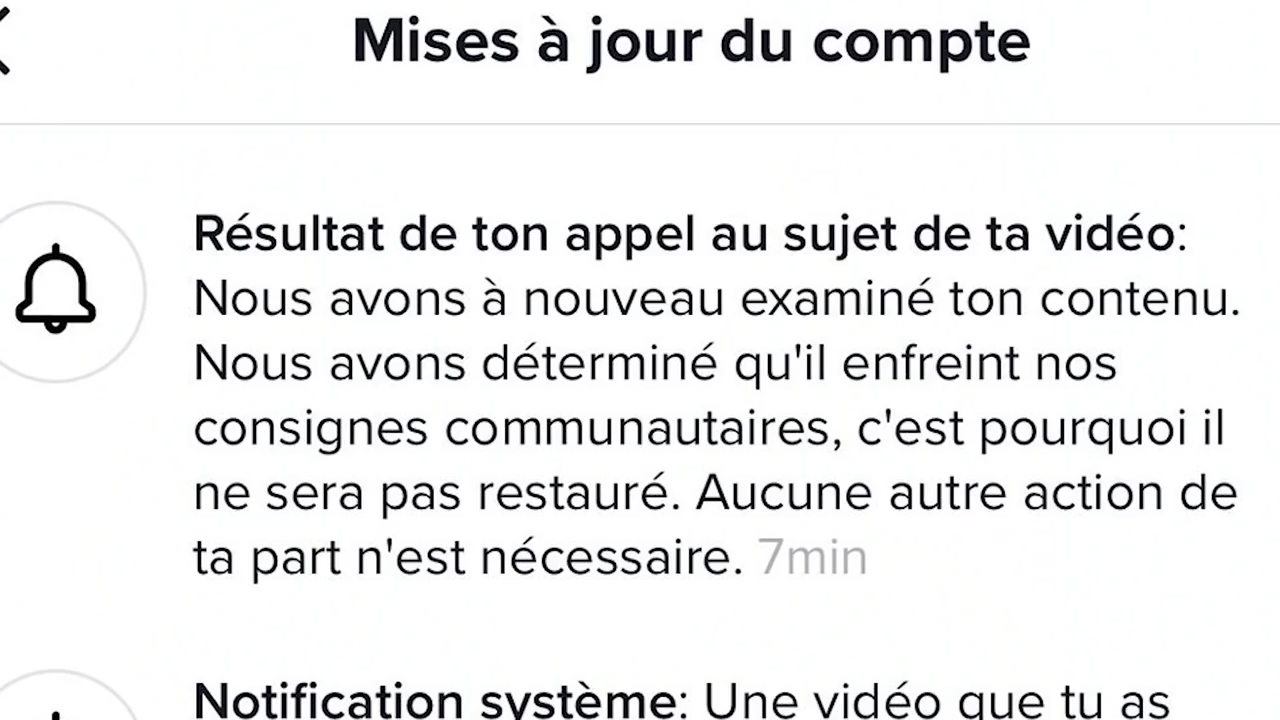 Mises à jour du compte
Résultat de ton appel au sujet de ta vidéo:
Nous avons à nouveau examiné ton contenu.
Nous avons déterminé qu'il enfreint nos
consignes communautaires, c'est pourquoi il
ne sera pas restauré. Aucune autre action de
ta part n'est nécessaire. 7min
Notification système: Une vidéo que tu as